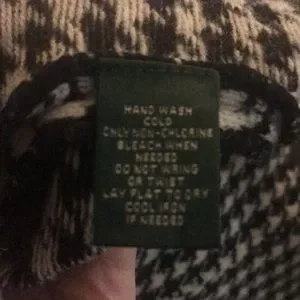 HAND WASH
COLD
ONLY NON-CHLORINE
BLEACH WHEN
NEEDED
DO NOT WRING
OR TWIST
LAY FLAT TO DRY
COOL IRON
IF NEEDED